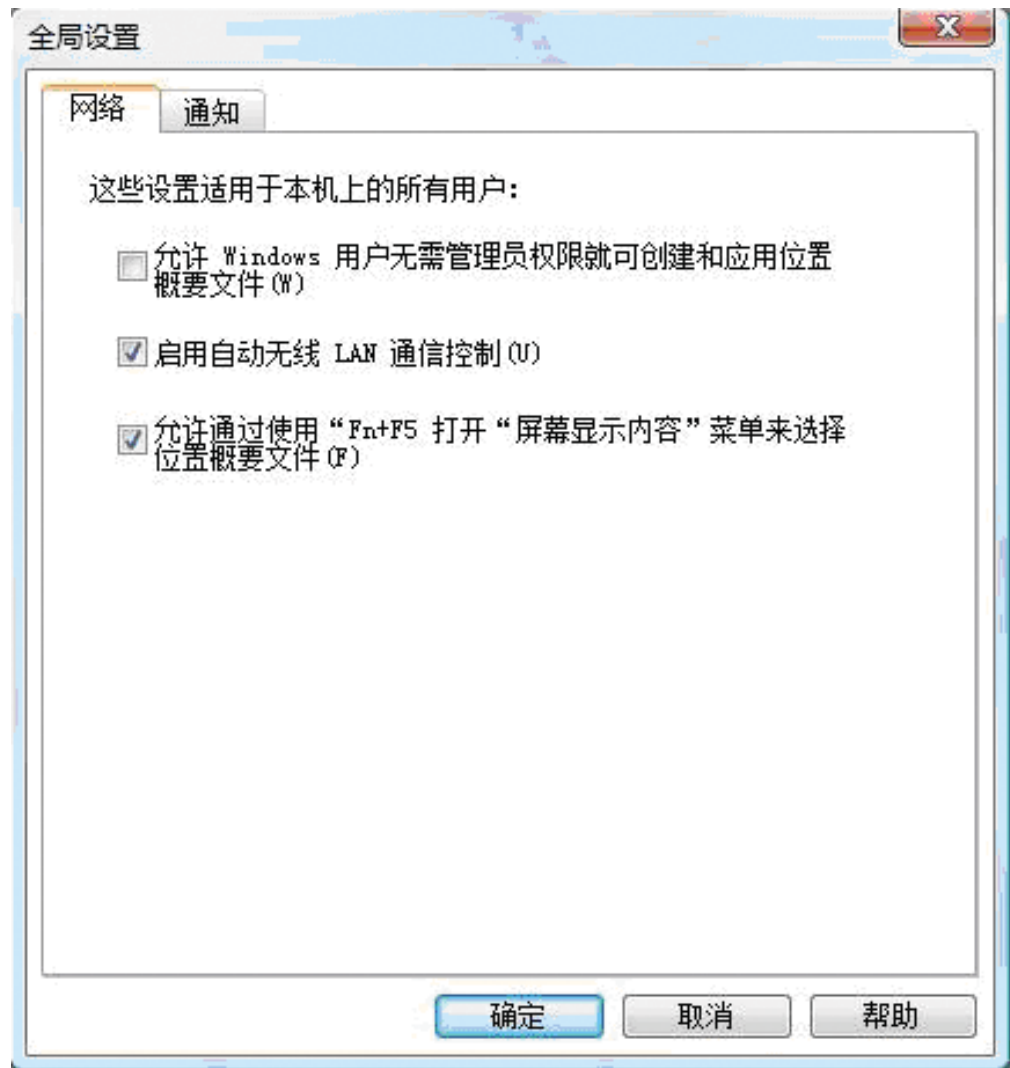 全局设置
网络
通知
这些设置适用于本机上的所有用户：
允许 Windows 用户无需管理员权限就可创建和应用位置
概要文件(W)
启用自动无线 LAN 通信控制(U)
允许通过使用“Fn+F5 打开“屏幕显示内容”菜单来选择
位置概要文件(F)
确定
取消
帮助